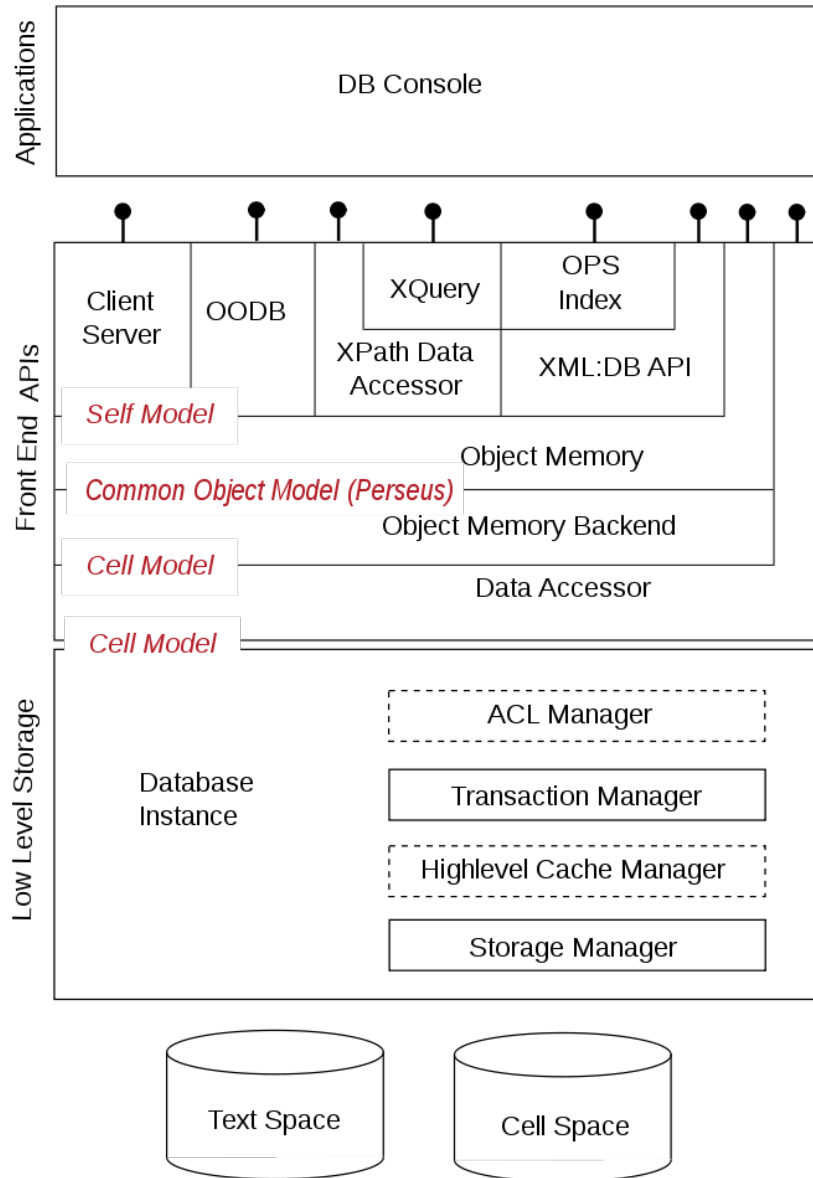 Applications
DB Console
Front End APIs
Client
Server
OODB
XQuery
OPS
Index
XPath Data
Accessor
XML:DB API
Self Model
Object Memory
Common Object Model (Perseus)
Object Memory Backend
Cell Model
Data Accessor
Cell Model
Low Level Storage
Database
Instance
ACL Manager
Transaction Manager
Highlevel Cache Manager
Storage Manager
Text Space
Cell Space